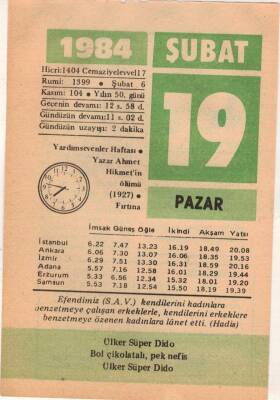 1984
ŞUBAT
Hicri:1404 Cemaziyelevvel17
Rumi: 1399 • Şubat 6
Kasım: 104 • Yılın 50. günü
Gecenin devamı: 12 s. 58 d.
Gündüzün devamı:11 s. 02 d.
Gündüzün uzayışı: 2 dakika
19
PAZAR
Yardımsevenler Haftası •
Yazar Ahmet
Hikmet'in
ölümü
(1927) •
Fırtına
İmsak Güneş Öğle İkindi Akşam Yatsı
İstanbul 6.22 7.47 13.23 16.19 18.49 20.08
Ankara 6.06 7.30 13.07 16.06 18.35 19.53
İzmir 6.29 7.51 13.30 16.31 18.59 20.16
Adana 5.57 7.16 12.58 16.01 18.29 19.44
Erzurum 5.33 6.56 12.34 15.32 18.01 19.20
Samsun 5.53 7.18 12.54 15.50 18.19 19.39
Efendimiz (S.A.V.) kendilerini kadınlara
benzetmeye çalışan erkeklerle, kendilerini erkeklere
benzetmeye özenen kadınlara lânet etti. (Hadis)
Ülker Süper Dido
Bol çikolatalı, pek nefis
Ülker Süper Dido